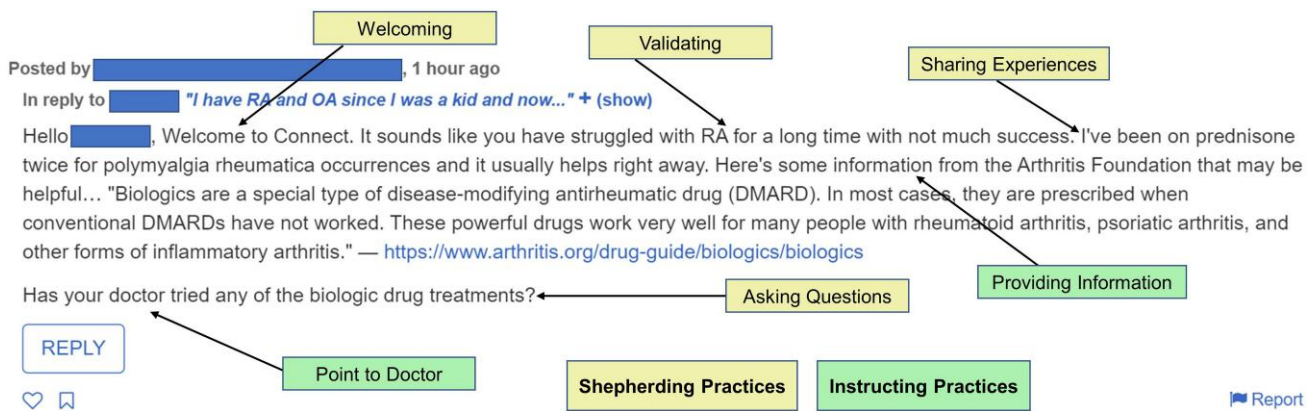 Welcoming
Validating
Sharing Experiences
Posted by , 1 hour ago
In reply to "I have RA and OA since I was a kid and now..." + (show)
Hello , Welcome to Connect. It sounds like you have struggled with RA for a long time with not much success. I've been on prednisone
twice for polymyalgia rheumatica occurrences and it usually helps right away. Here's some information from the Arthritis Foundation that may be
helpful... "Biologics are a special type of disease-modifying antirheumatic drug (DMARD). In most cases, they are prescribed when
conventional DMARDs have not worked. These powerful drugs work very well for many people with rheumatoid arthritis, psoriatic arthritis, and
other forms of inflammatory arthritis." — https://www.arthritis.org/drug-guide/biologics/biologics
Providing Information
Has your doctor tried any of the biologic drug treatments?
Asking Questions
REPLY
Point to Doctor
Shepherding Practices
Instructing Practices
Report